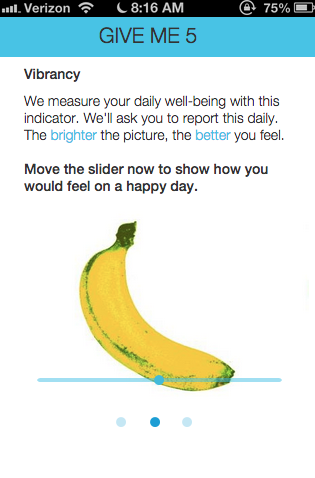 Verizon 8:16 AM 75%
GIVE ME 5
Vibrancy
We measure your daily well-being with this
indicator. We'll ask you to report this daily.
The brighter the picture, the better you feel.
Move the slider now to show how you
would feel on a happy day.